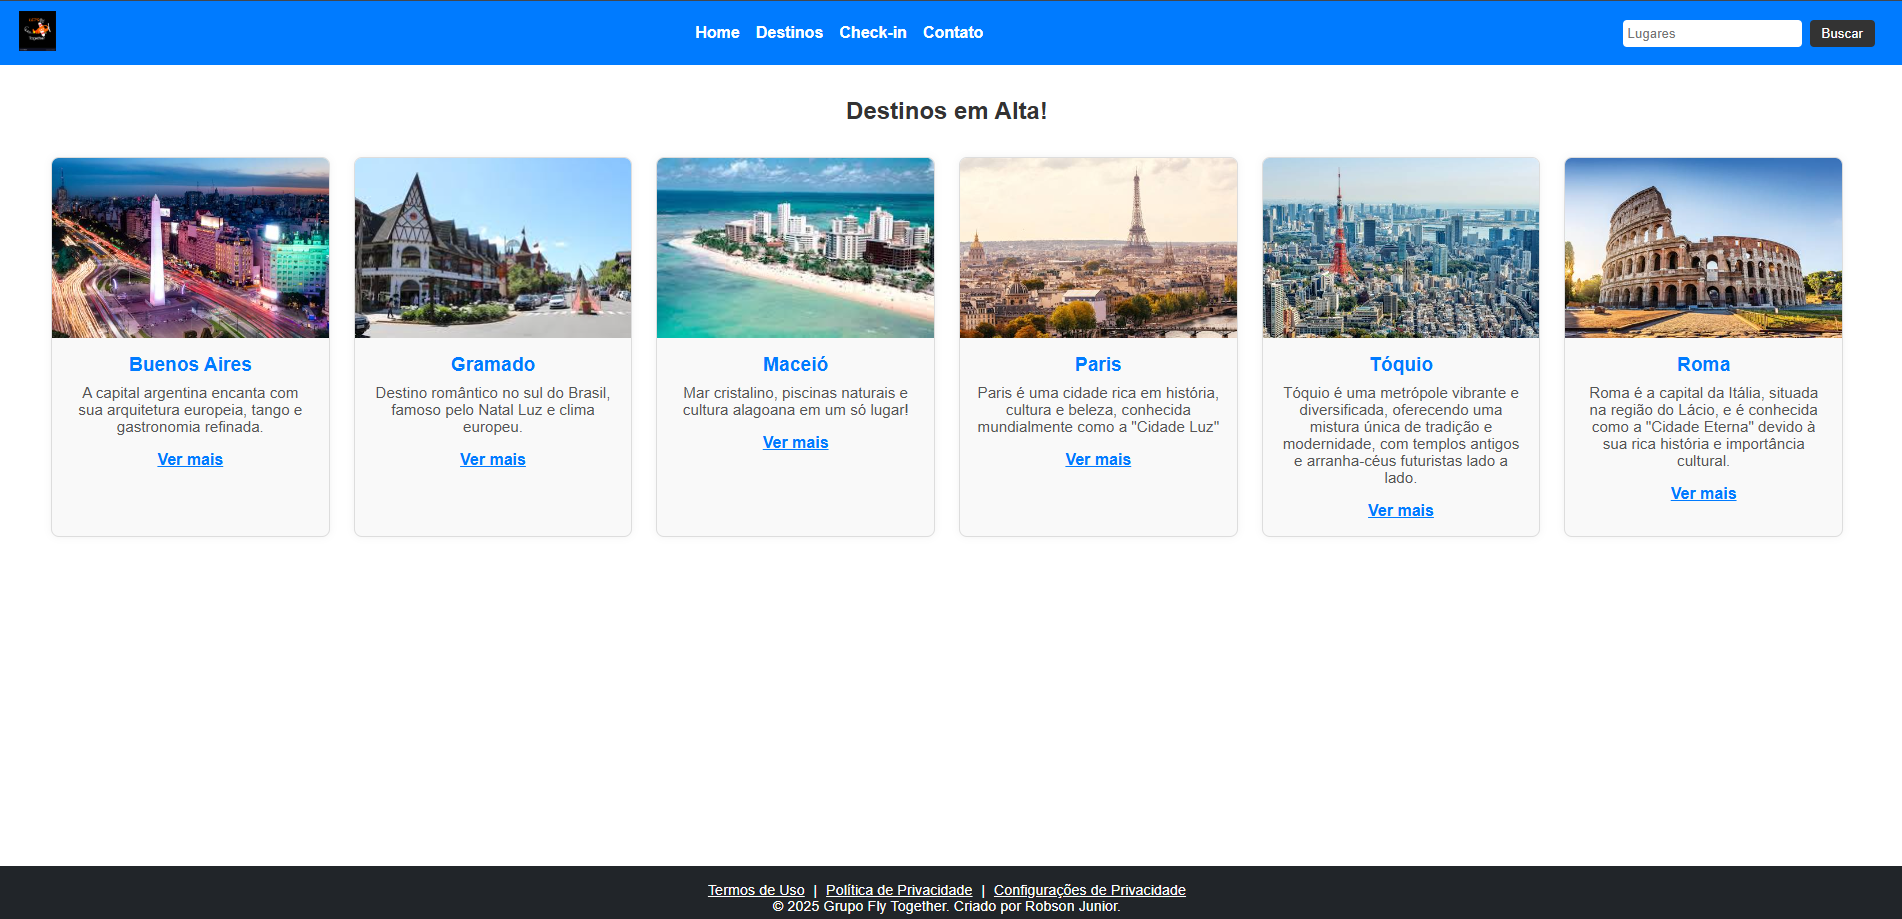 Home Destinos Check-in Contato
Lugares
Buscar
Destinos em Alta!
Buenos Aires
A capital argentina encanta com
sua arquitetura europeia, tango e
gastronomia refinada.
Ver mais
Gramado
Destino romântico no sul do Brasil,
famoso pelo Natal Luz e clima
europeu.
Ver mais
Maceió
Mar cristalino, piscinas naturais e
cultura alagoana em um só lugar!
Ver mais
Paris
Paris é uma cidade rica em história,
cultura e beleza, conhecida
mundialmente como a "Cidade Luz"
Ver mais
Tóquio
Tóquio é uma metrópole vibrante e
diversificada, oferecendo uma
mistura única de tradição e
modernidade, com templos antigos
e arranha-céus futuristas lado a
lado.
Ver mais
Roma
Roma é a capital da Itália, situada
na região do Lácio, e é conhecida
como a "Cidade Eterna" devido à
sua rica história e importância
cultural.
Ver mais
Termos de Uso | Política de Privacidade | Configurações de Privacidade
© 2025 Grupo Fly Together. Criado por Robson Junior.